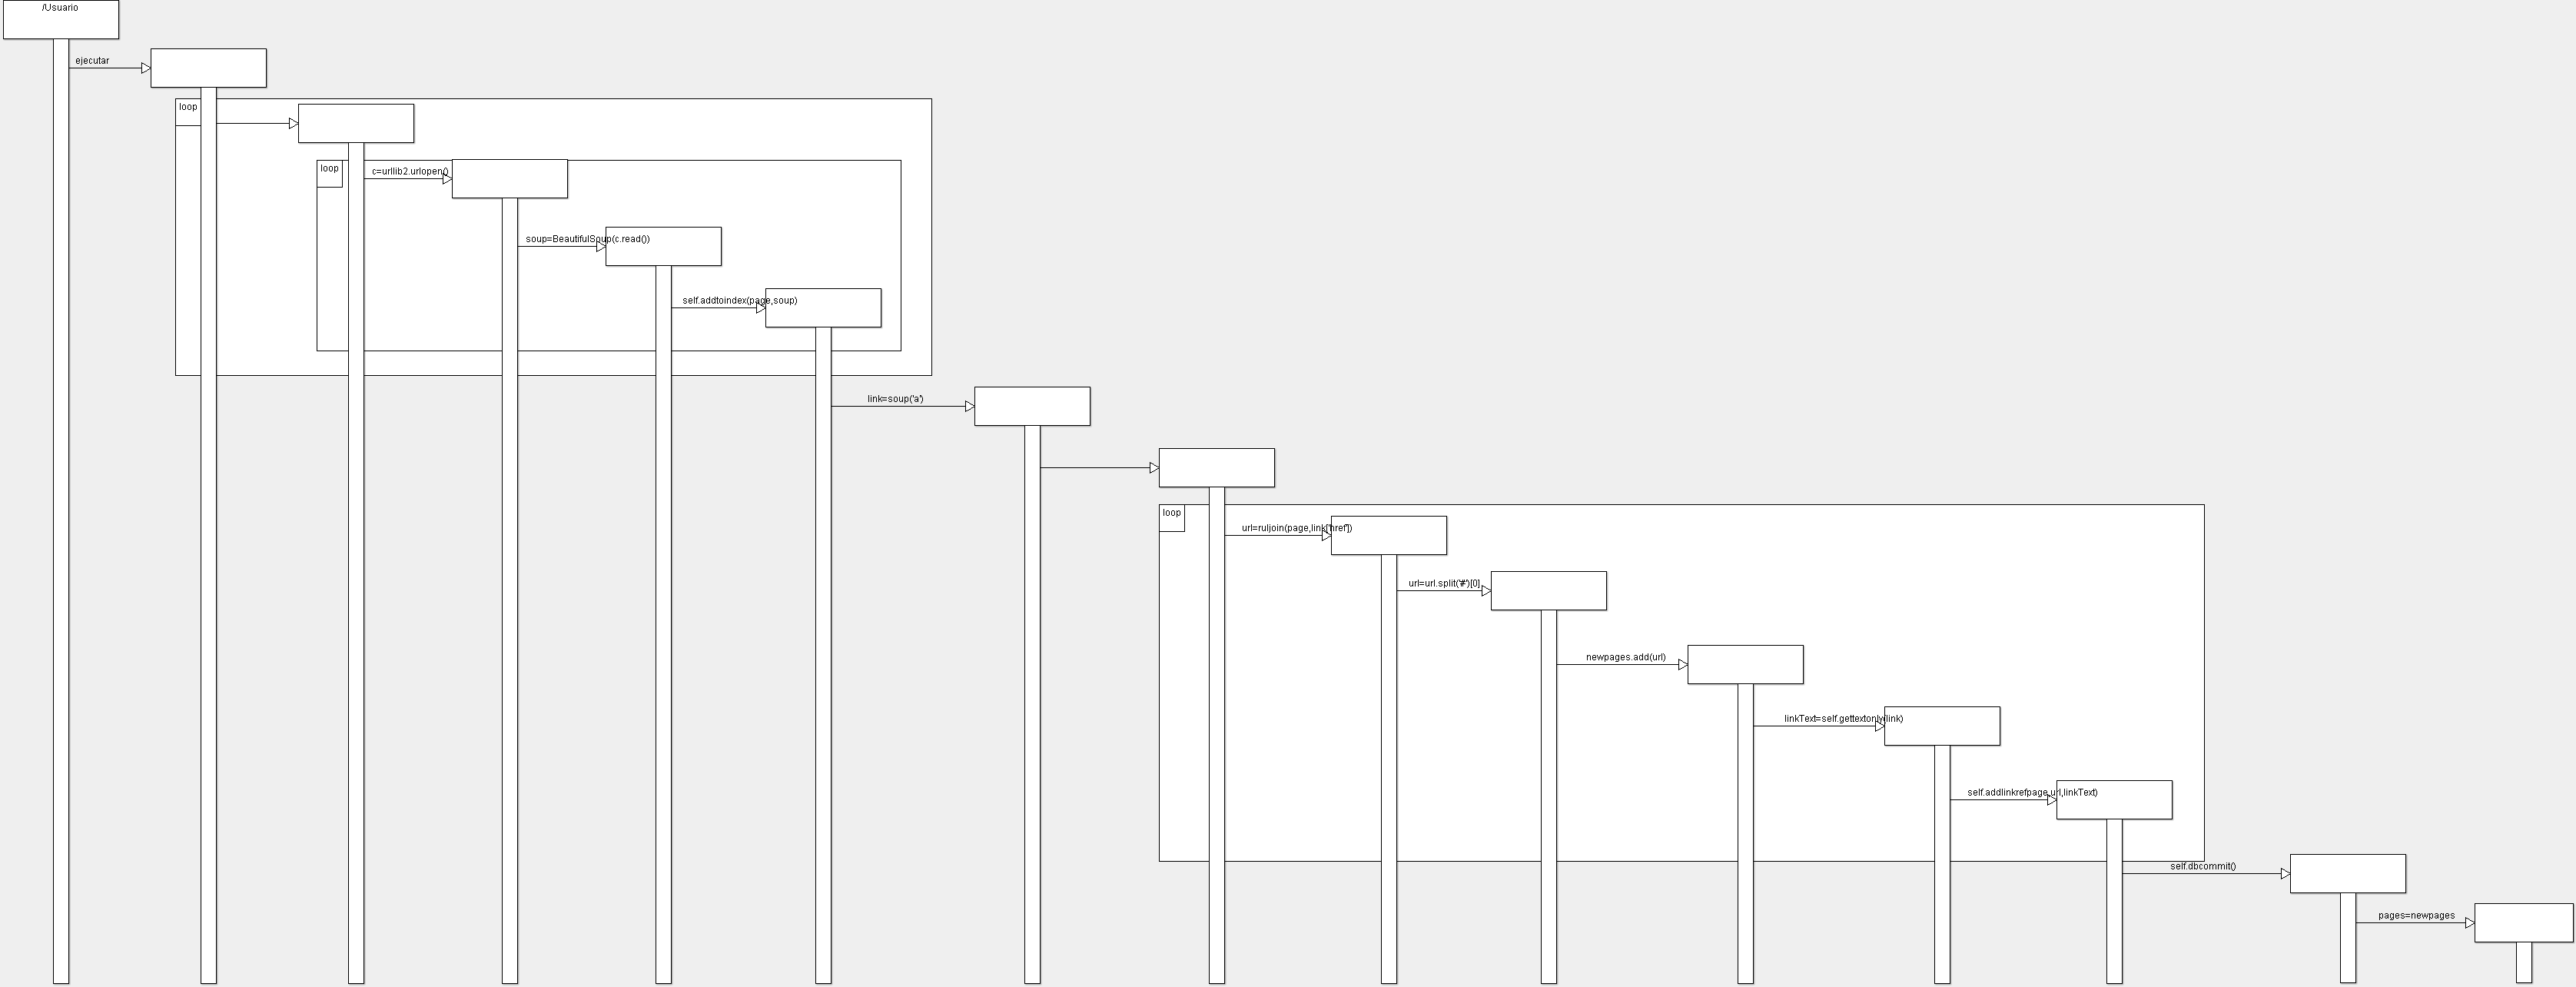 /Usuario
ejecutar
loop
loop
c=urllib2.urlopen()
soup=BeautifulSoup(c.read())
self.addtoindex(page,soup)
link=soup('a')
loop
url=ruljoin(page,link['href'])
url=url.split('#')[0]
newpages.add(url)
linkText=self.gettextonly(link)
self.addlinkrefpage,url,linkText)
self.dbcommit()
pages=newpages